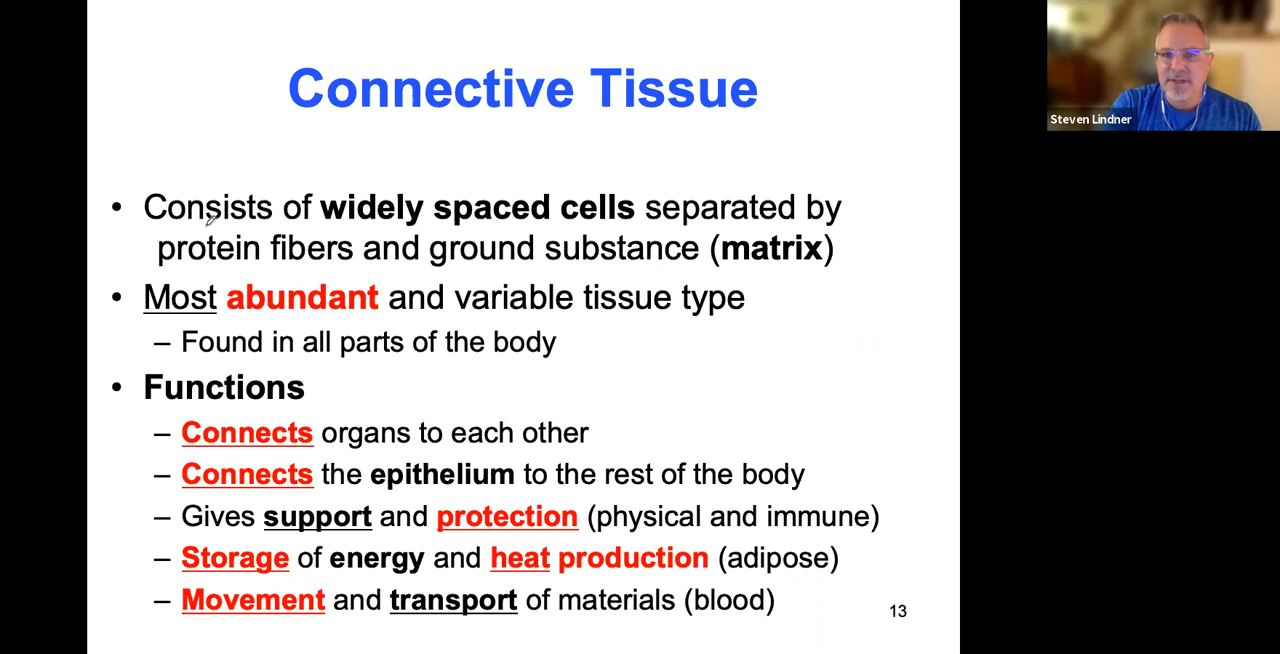 Connective Tissue
Steven Lindner
• Consists of widely spaced cells separated by
protein fibers and ground substance (matrix)
• Most abundant and variable tissue type
– Found in all parts of the body
• Functions
– Connects organs to each other
– Connects the epithelium to the rest of the body
– Gives support and protection (physical and immune)
– Storage of energy and heat production (adipose)
– Movement and transport of materials (blood)
13